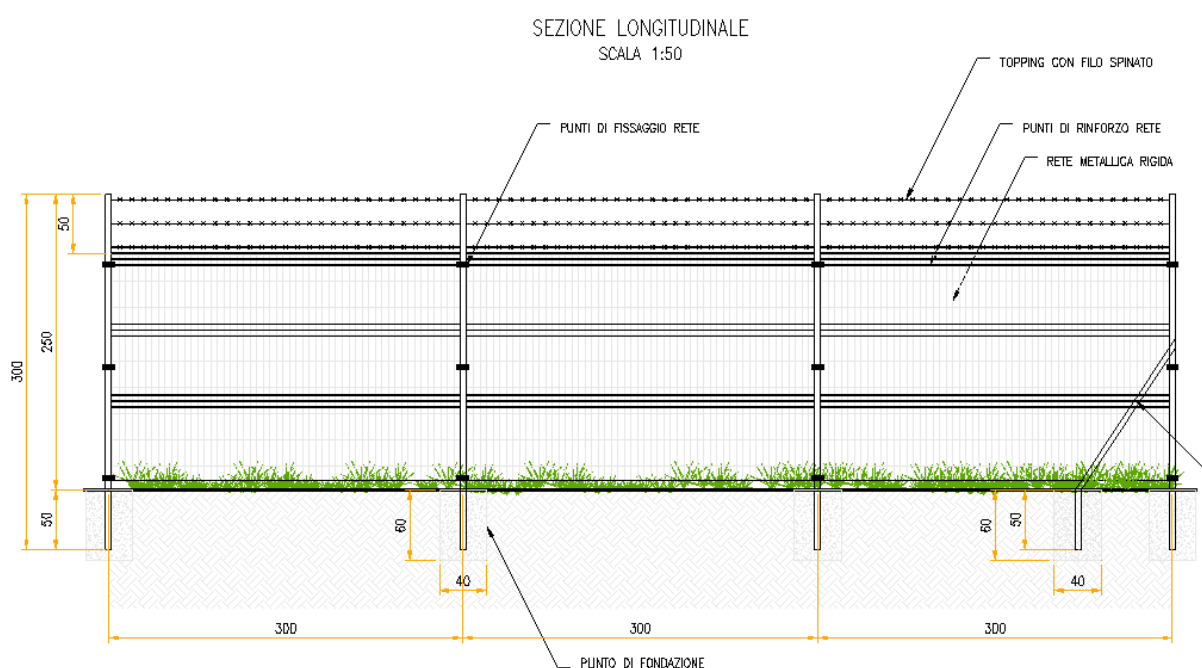 SEZIONE LONGITUDINALE
SCALA 1:50
TOPPING CON FILO SPINATO
PUNTI DI FISSAGGIO RETE
PUNTI DI RINFORZO RETE
RETE METALLICA RIGIDA
50
250
300
50
60
40
60
50
40
300
300
300
PUNTO DI FONDAZIONE